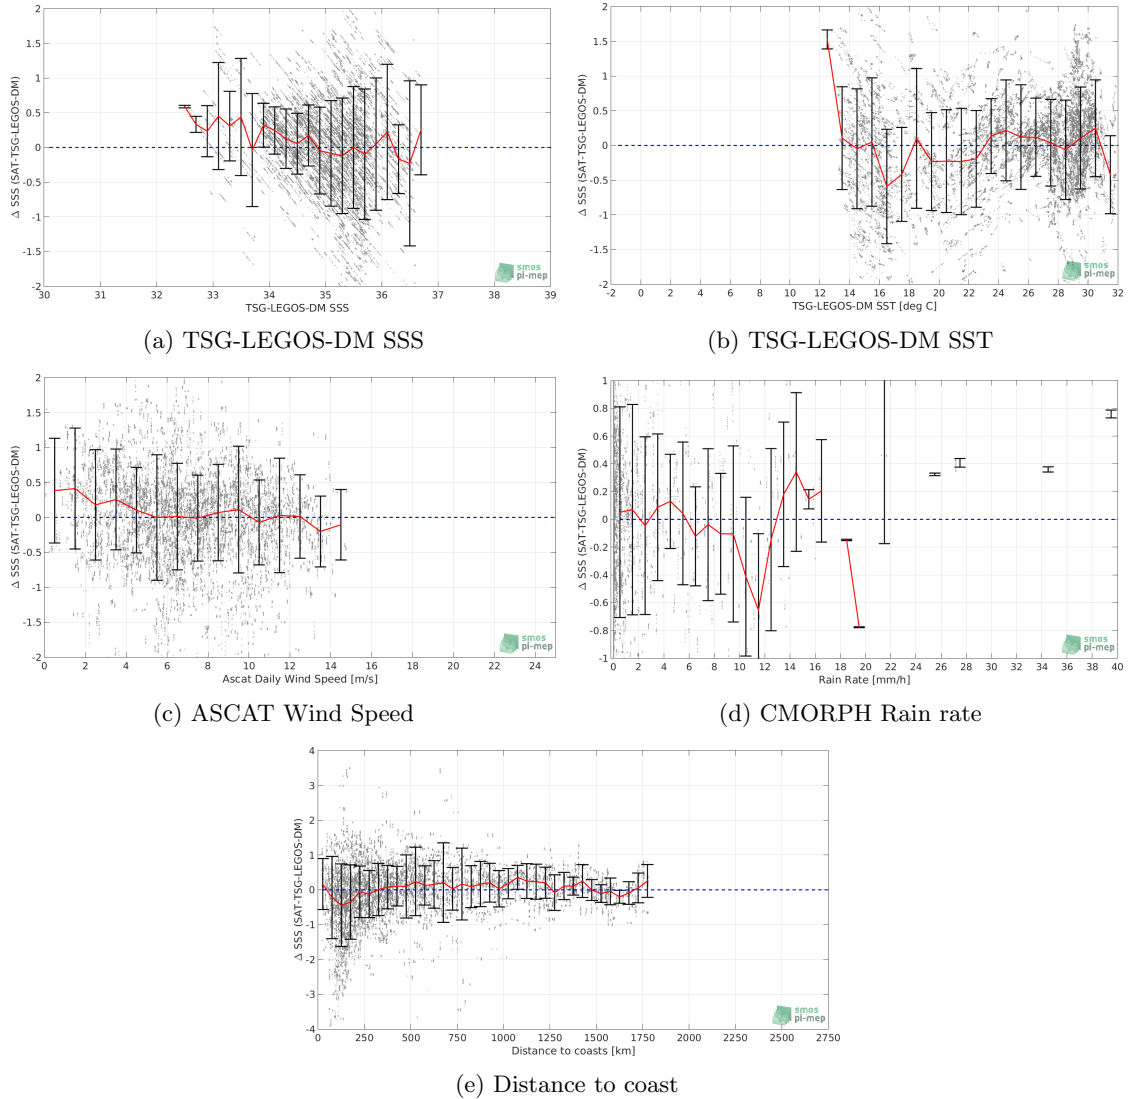 2
1.5
1
0.5
0
-0.5
-1
-1.5
-2
Δ SSS (SAT-TSG-LEGOS-DM)
30 31 32 33 34 35 36 37 38 39
TSG-LEGOS-DM SSS
smos
pi-mep
(a) TSG-LEGOS-DM SSS
2
1.5
1
0.5
0
-0.5
-1
-1.5
-2
Δ SSS (SAT-TSG-LEGOS-DM)
-2 0 2 4 6 8 10 12 14 16 18 20 22 24 26 28 30 32
TSG-LEGOS-DM SST [deg C]
smos
pi-mep
(b) TSG-LEGOS-DM SST
2
1.5
1
0.5
0
-0.5
-1
-1.5
-2
Δ SSS (SAT-TSG-LEGOS-DM)
0 2 4 6 8 10 12 14 16 18 20 22 24
Ascat Daily Wind Speed [m/s]
smos
pi-mep
(c) ASCAT Wind Speed
1
0.8
0.6
0.4
0.2
0
-0.2
-0.4
-0.6
-0.8
-1
Δ SSS (SAT-TSG-LEGOS-DM)
0 2 4 6 8 10 12 14 16 18 20 22 24 26 28 30 32 34 36 38 40
Rain Rate [mm/h]
smos
pi-mep
(d) CMORPH Rain rate
4
3
2
1
0
-1
-2
-3
-4
Δ SSS (SAT-TSG-LEGOS-DM)
0 250 500 750 1000 1250 1500 1750 2000 2250 2500 2750
Distance to coasts [km]
smos
pi-mep
(e) Distance to coast